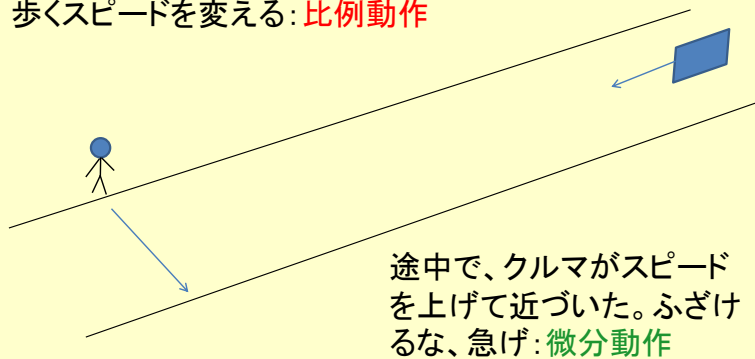 歩くスピードを変える：比例動作
途中で、クルマがスピード
を上げて近づいた。ふざけ
るな、急げ：微分動作